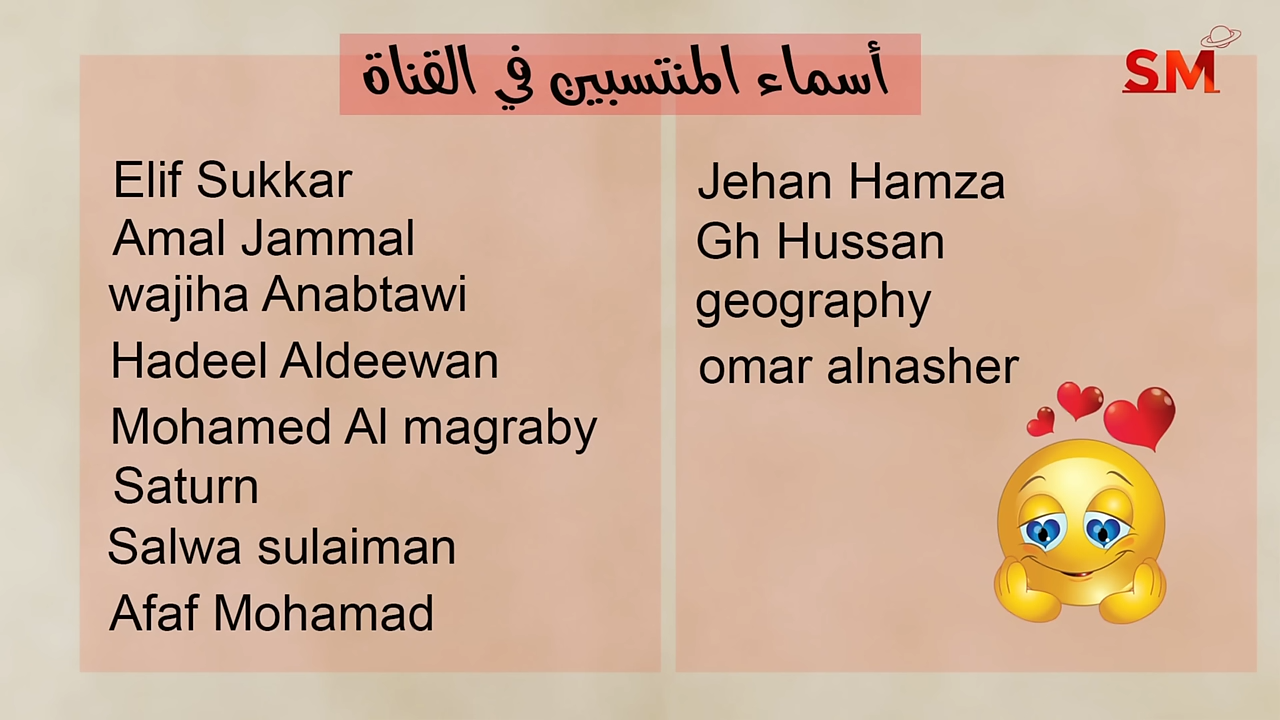 أسماء المنتسبين في القناة
SM
Elif Sukkar
Amal Jammal
wajiha Anabtawi
Hadeel Aldeewan
Mohamed Al magraby
Saturn
Salwa sulaiman
Afaf Mohamad
Jehan Hamza
Gh Hussan
geography
omar alnasher